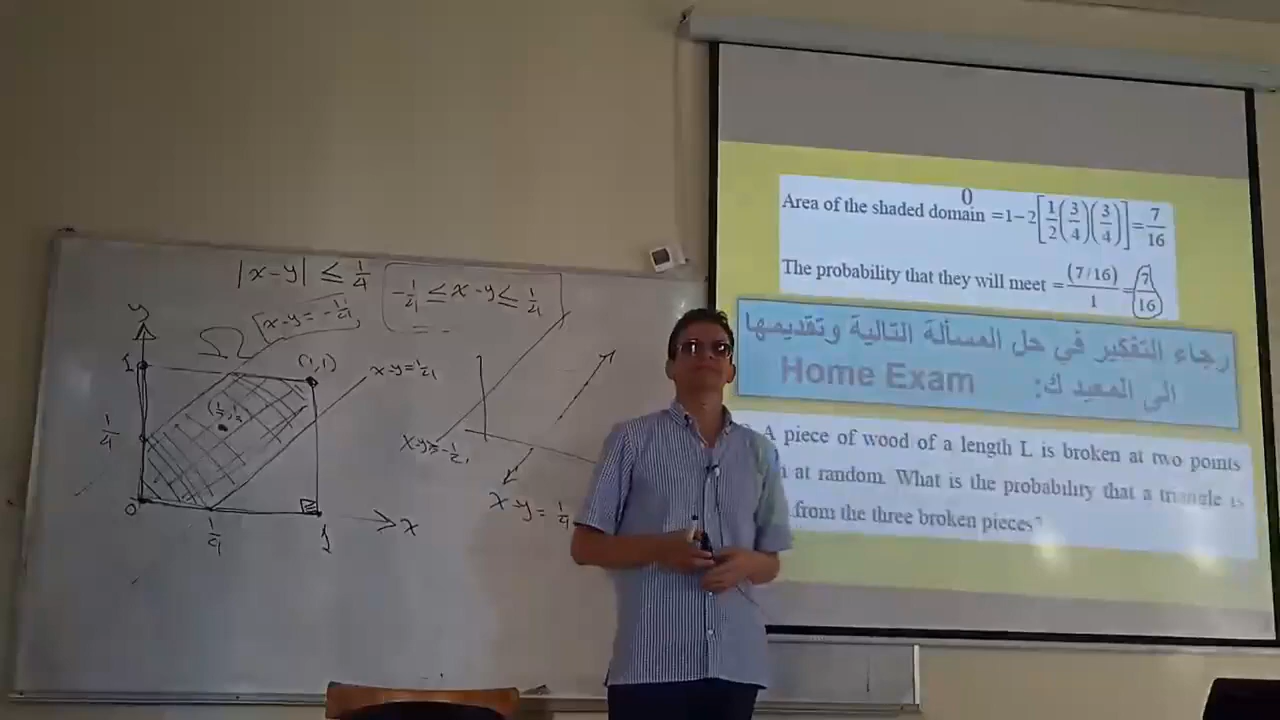 |x-y| ≤ 1/4
-1/4 ≤ x-y ≤ 1/4
x-y = -1/4
Ω
y
1
(1,1)
x-y = 1/4
1/4
0
1/4
1
x
x-y = 1/4
0
Area of the shaded domain =1-2[1/2(3/4)(3/4)]=7/16
The probability that they will meet = (7/16)/1 = 7/16
رجاء التفكير في حل المسألة التالية وتقديمها
الى المعيد ك: Home Exam
A piece of wood of a length L is broken at two points
at random. What is the probability that a triangle is
from the three broken pieces?